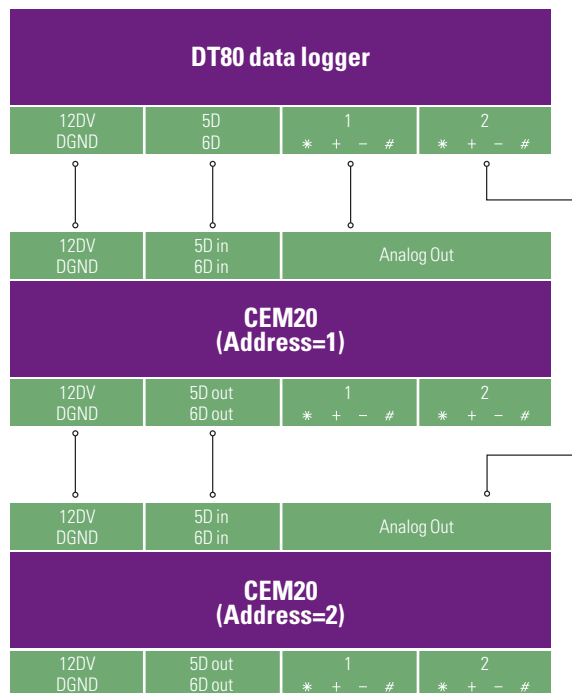 DT80 data logger
12DV 5D 1 2
DGND 6D * + – # * + – #
12DV 5D in Analog Out
DGND 6D in
CEM20
(Address=1)
12DV 5D out 1 2
DGND 6D out * + – # * + – #
12DV 5D in Analog Out
DGND 6D in
CEM20
(Address=2)
12DV 5D out 1 2
DGND 6D out * + – # * + – #